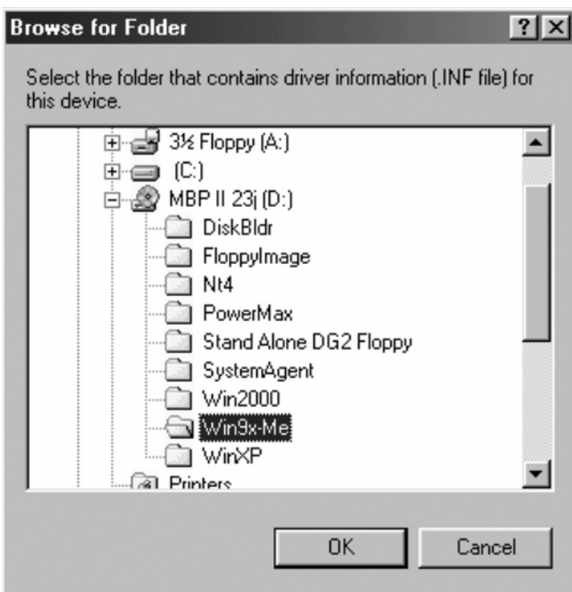 Browse for Folder
Select the folder that contains driver information (.INF file) for
this device.
3½ Floppy (A:)
(C:)
MBP II 23j (D:)
DiskBldr
FloppyImage
Nt4
PowerMax
Stand Alone DG2 Floppy
SystemAgent
Win2000
Win9x-Me
WinXP
Printers
OK Cancel